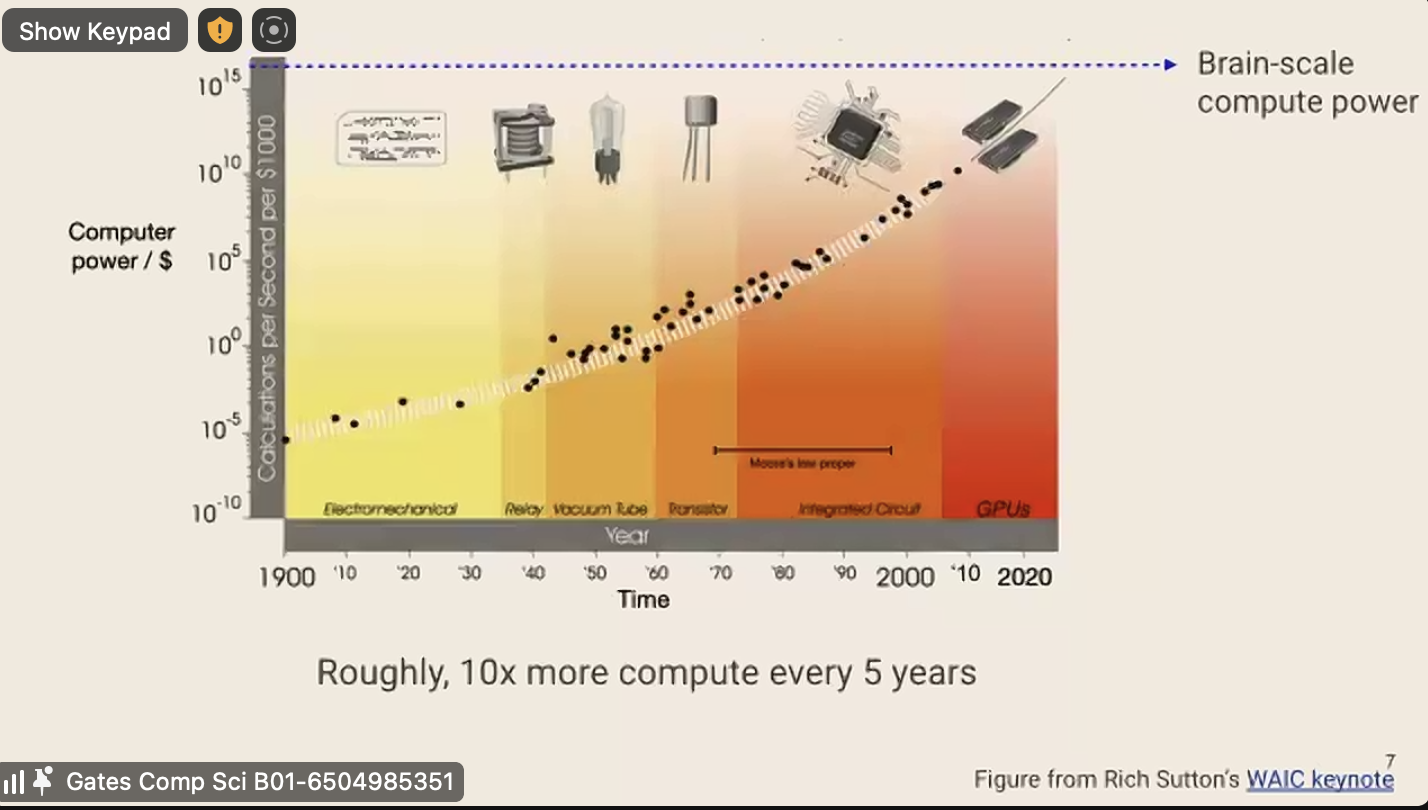 Show Keypad
Brain-scale
compute power
10^15
10^10
10^5
10^0
10^-5
10^-10
Computer
power / $
Calculations per Second per $1000
Moore's law proper
Electromechanical Relay Vacuum Tube Transistor Integrated Circuit GPUs
Year
1900 '10 '20 '30 '40 '50 '60 '70 '80 '90 2000 '10 2020
Time
Roughly, 10x more compute every 5 years
7
Gates Comp Sci B01-6504985351
Figure from Rich Sutton's WAIC keynote